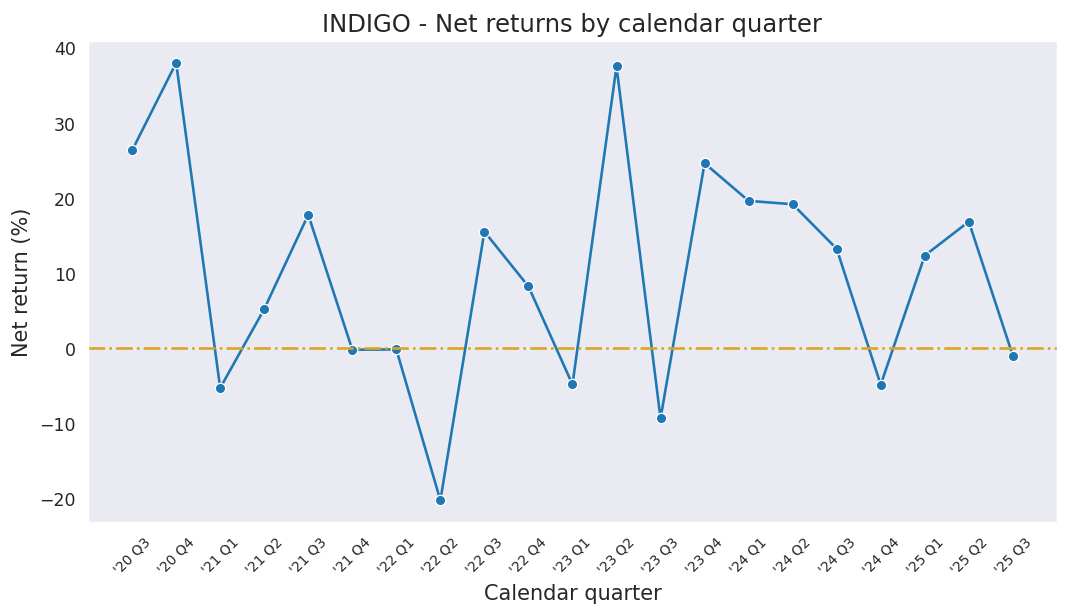 INDIGO - Net returns by calendar quarter
Net return (%)
40
30
20
10
0
−10
−20
'20 Q3
'20 Q4
'21 Q1
'21 Q2
'21 Q3
'21 Q4
'22 Q1
'22 Q2
'22 Q3
'22 Q4
'23 Q1
'23 Q2
'23 Q3
'23 Q4
'24 Q1
'24 Q2
'24 Q3
'24 Q4
'25 Q1
'25 Q2
'25 Q3
Calendar quarter